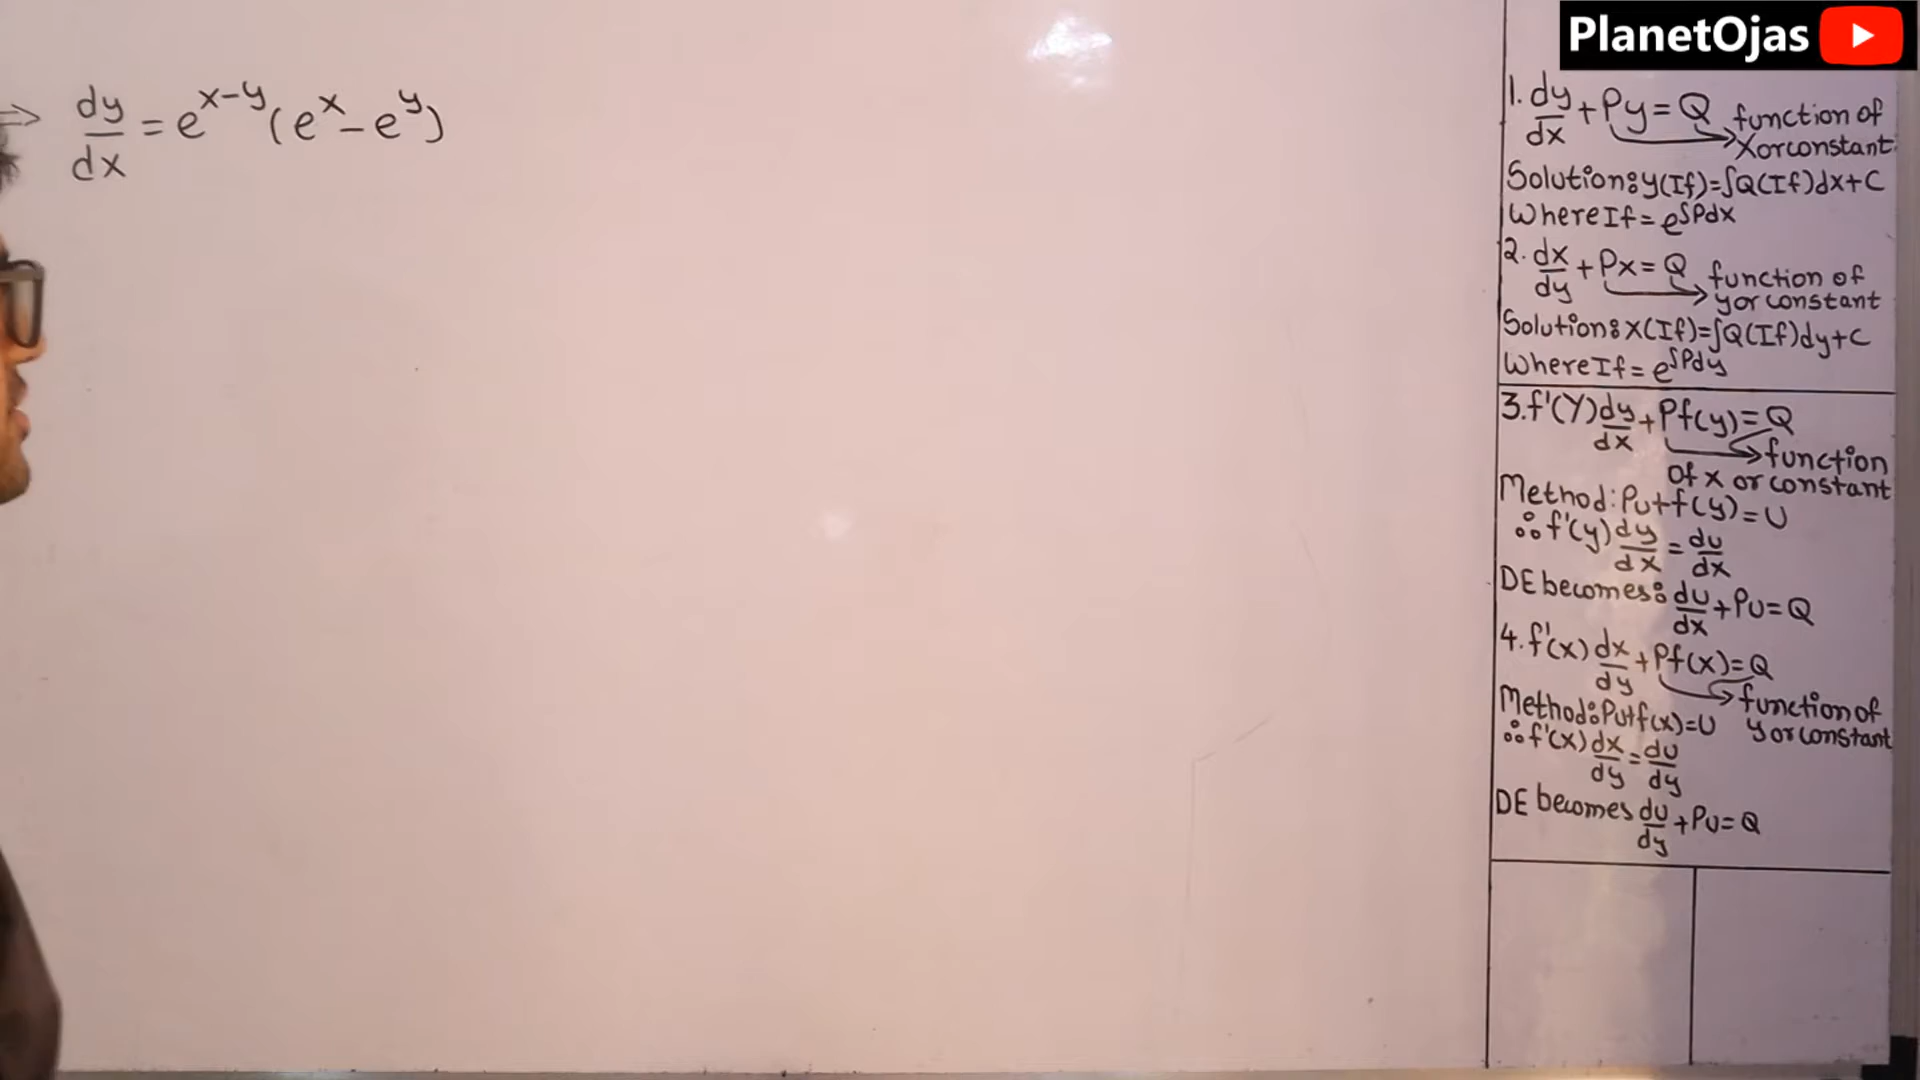 PlanetOjas
⇒ dy/dx = e^(x-y) (e^x - e^y)
1. dy/dx + Py = Q function of
X or constant
Solution: y(If) = ∫Q(If)dx + C
Where If = e^∫Pdx
2. dx/dy + Px = Q function of
y or constant
Solution: x(If) = ∫Q(If)dy + C
Where If = e^∫Pdy
3. f'(Y) dy/dx + Pf(y) = Q
function
of x or constant
Method: Put f(y) = U
∴ f'(y) dy/dx = du/dx
DE becomes: du/dx + PU = Q
4. f'(x) dx/dy + Pf(x) = Q
function of
y or constant
Method: Put f(x) = U
∴ f'(x) dx/dy = du/dy
DE becomes du/dy + PU = Q